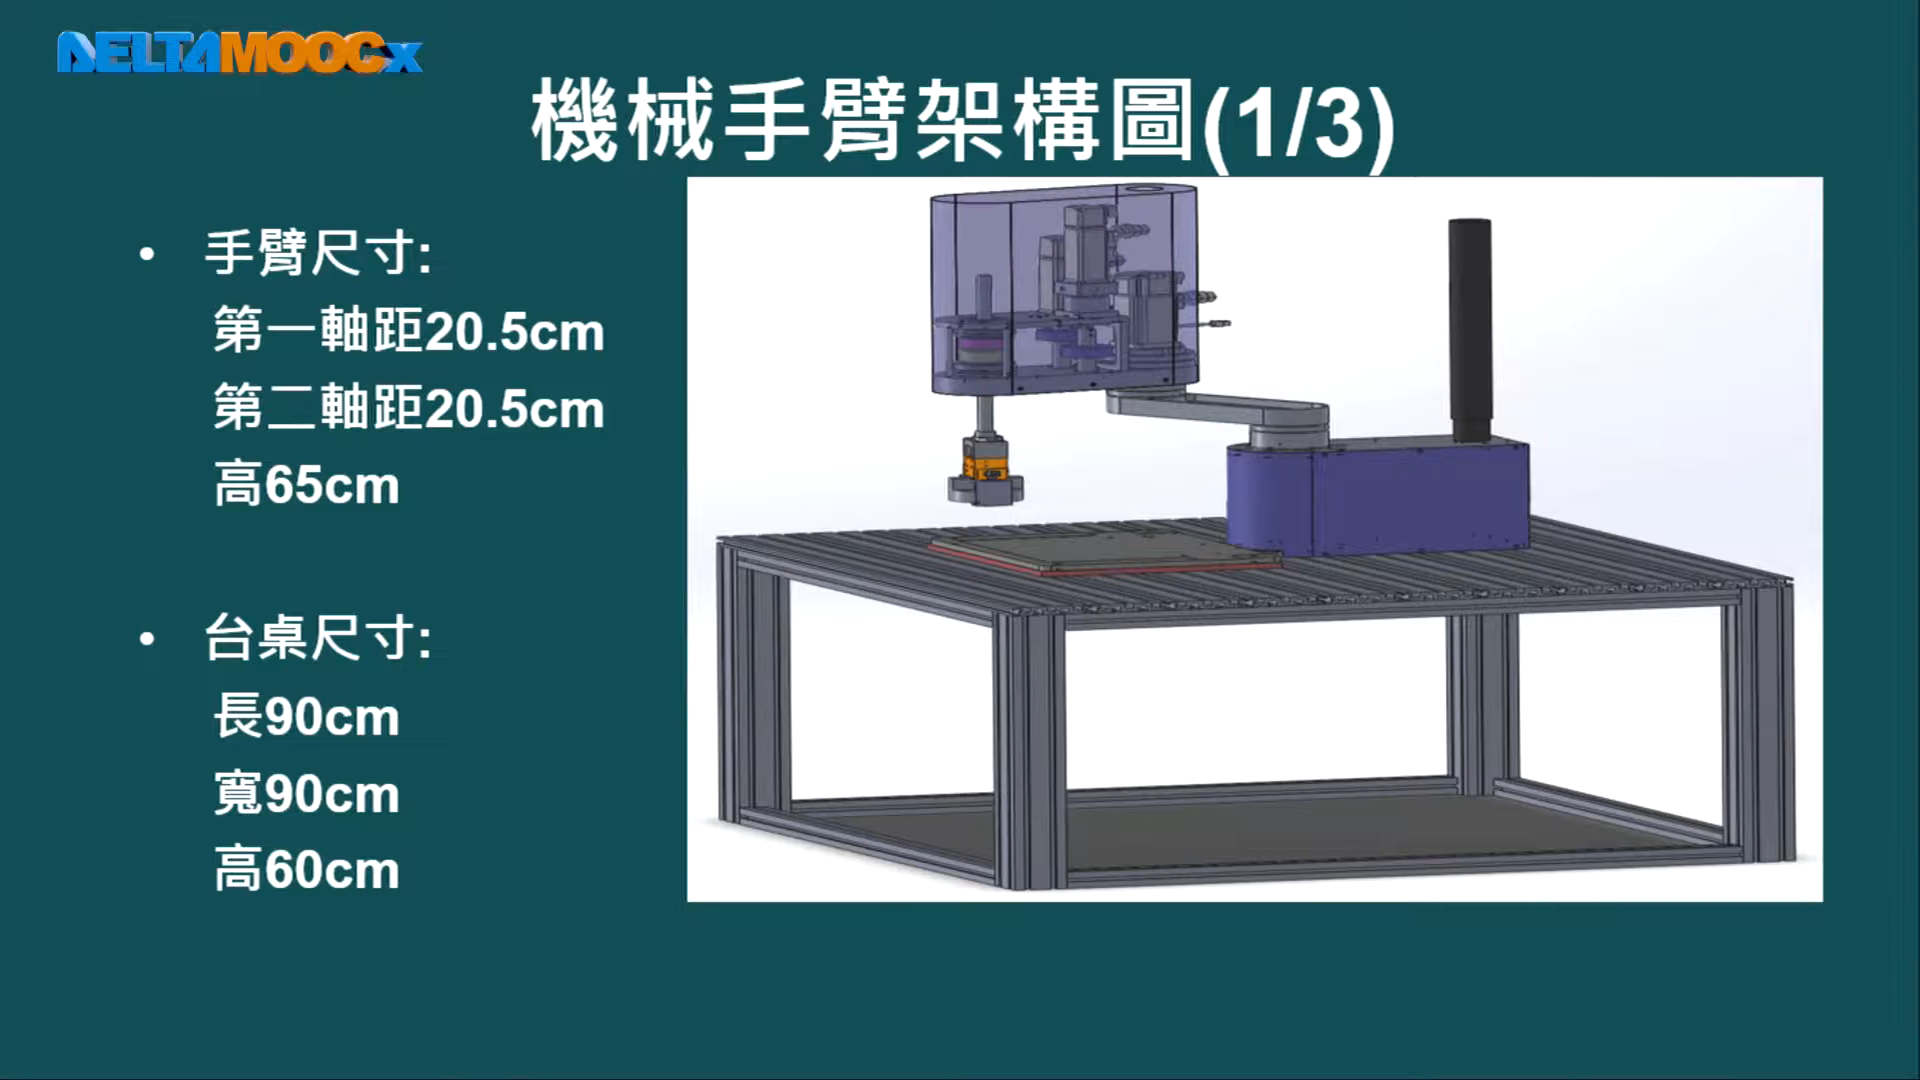 DELTAMOOCx
機械手臂架構圖(1/3)
• 手臂尺寸:
第一軸距20.5cm
第二軸距20.5cm
高65cm
• 台桌尺寸:
長90cm
寬90cm
高60cm